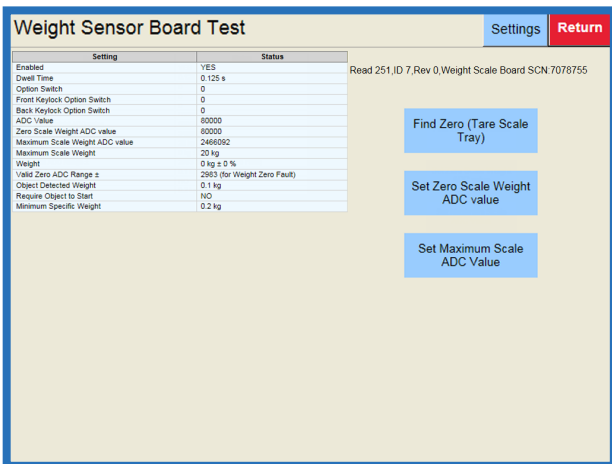 Weight Sensor Board Test
Settings
Return
Setting Status
Enabled YES
Dwell Time 0.125 s
Option Switch 0
Front Keylock Option Switch 0
Back Keylock Option Switch 0
ADC Value 80000
Zero Scale Weight ADC value 80000
Maximum Scale Weight ADC value 2466092
Maximum Scale Weight 20 kg
Weight 0 kg ± 0 %
Valid Zero ADC Range ± 2983 (for Weight Zero Fault)
Object Detected Weight 0.1 kg
Require Object to Start NO
Minimum Specific Weight 0.2 kg
Read 251,ID 7,Rev 0,Weight Scale Board SCN:7078755
Find Zero (Tare Scale
Tray)
Set Zero Scale Weight
ADC value
Set Maximum Scale
ADC Value